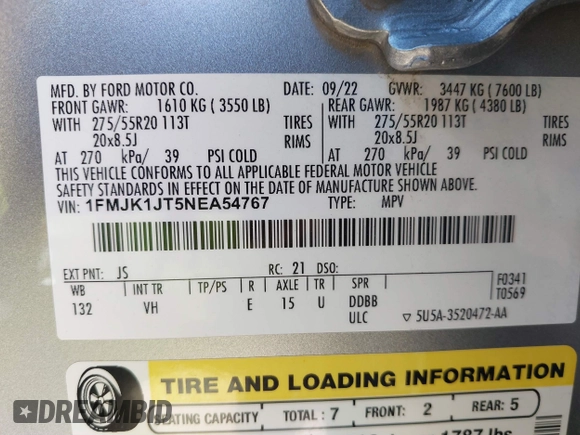 MFD. BY FORD MOTOR CO. DATE: 09/22 GVWR: 3447 KG ( 7600 LB)
FRONT GAWR: 1610 KG ( 3550 LB) REAR GAWR: 1987 KG ( 4380 LB)
WITH 275/55R20 113T TIRES WITH 275/55R20 113T TIRES
20x8.5J RIMS 20x8.5J RIMS
AT 270 kPa/ 39 PSI COLD AT 270 kPa/ 39 PSI COLD
THIS VEHICLE CONFORMS TO ALL APPLICABLE FEDERAL MOTOR VEHICLE
SAFETY STANDARDS IN EFFECT ON THE DATE OF MANUFACTURE SHOWN ABOVE.
VIN: 1FMJK1JT5NEA54767 TYPE: MPV
EXT PNT: JS RC: 21 DSO:
WB INT TR TP/PS R AXLE TR SPR F0341
T0569
132 VH E 15 U DDBB
ULC ▽ 5U5A-3520472-AA
TIRE AND LOADING INFORMATION
SEATING CAPACITY TOTAL : 7 FRONT: 2 REAR: 5
1787 lbs
DREAMBID